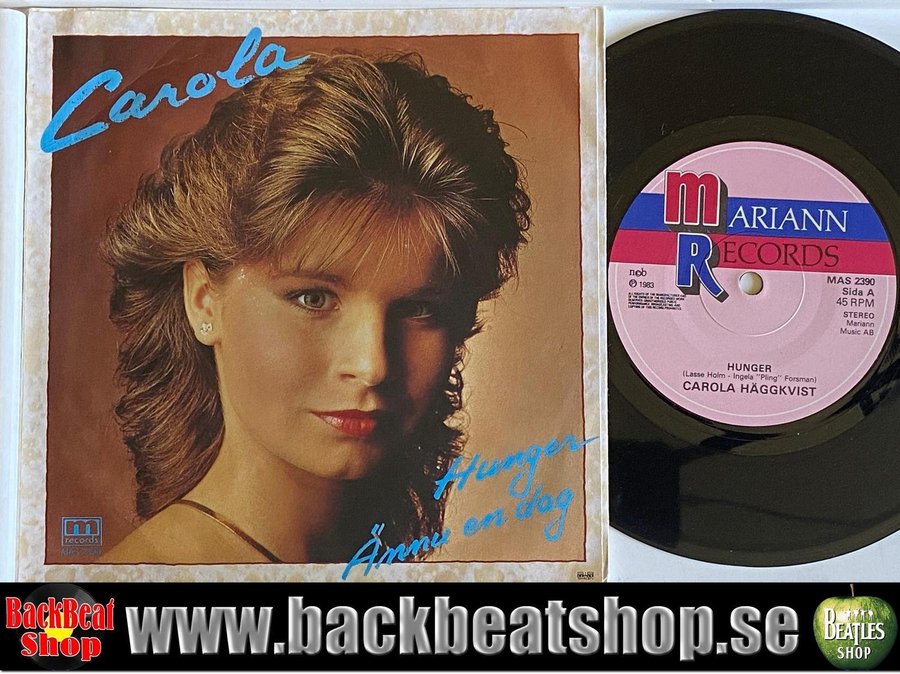 Carola
Hunger
Ännu en dag
m
records
MARIANN
RECORDS
ncb
℗ 1983
MAS 2390
Sida A
45 RPM
STEREO
Mariann
Music AB
HUNGER
(Lasse Holm - Ingela "Pling" Forsman)
CAROLA HÄGGKVIST
BackBeat
Shop
www.backbeatshop.se
BEATLES
SHOP